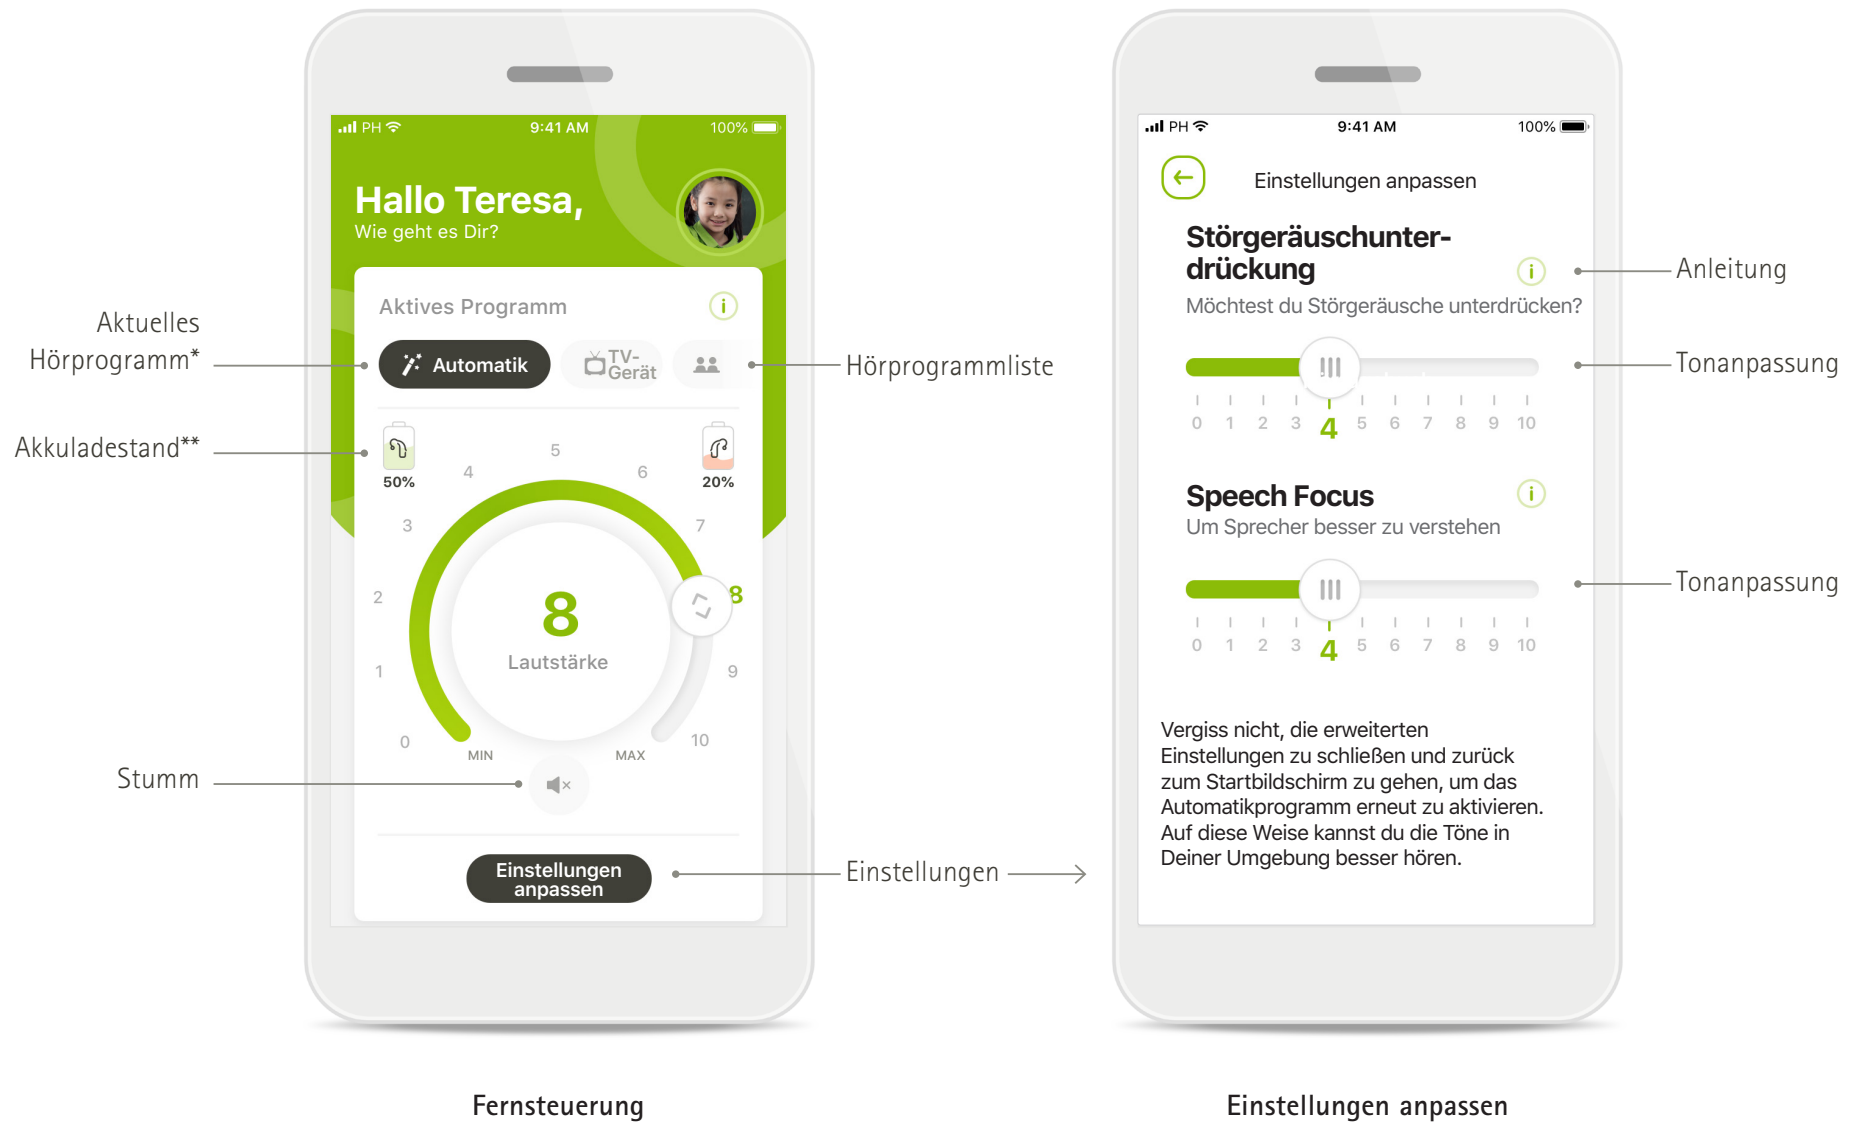 PH
9:41 AM
100%
Hallo Teresa,
Wie geht es Dir?
Aktives Programm
i
Automatik
TV-
Gerät
50%
20%
0
1
2
3
4
5
6
7
8
9
10
8
Lautstärke
MIN
MAX
Einstellungen
anpassen
Aktuelles
Hörprogramm*
Akkuladestand**
Stumm
Hörprogrammliste
Einstellungen
Fernsteuerung
PH
9:41 AM
100%
Einstellungen anpassen
Störgeräuschunter-
drückung
i
Möchtest du Störgeräusche unterdrücken?
0 1 2 3 4 5 6 7 8 9 10
Speech Focus
i
Um Sprecher besser zu verstehen
0 1 2 3 4 5 6 7 8 9 10
Vergiss nicht, die erweiterten
Einstellungen zu schließen und zurück
zum Startbildschirm zu gehen, um das
Automatikprogramm erneut zu aktivieren.
Auf diese Weise kannst du die Töne in
Deiner Umgebung besser hören.
Anleitung
Tonanpassung
Tonanpassung
Einstellungen anpassen